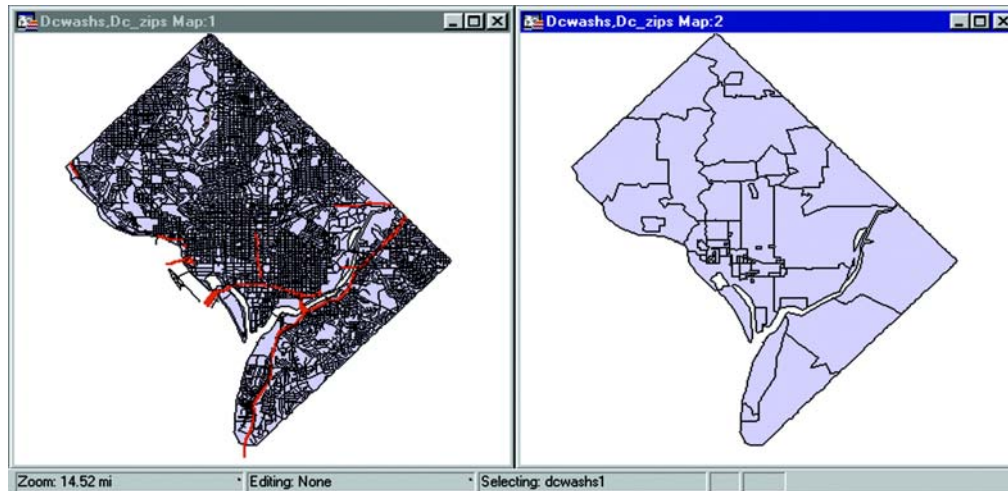 Dcwashs,Dc_zips Map:1
Dcwashs,Dc_zips Map:2
Zoom: 14.52 mi
Editing: None
Selecting: dcwashs1